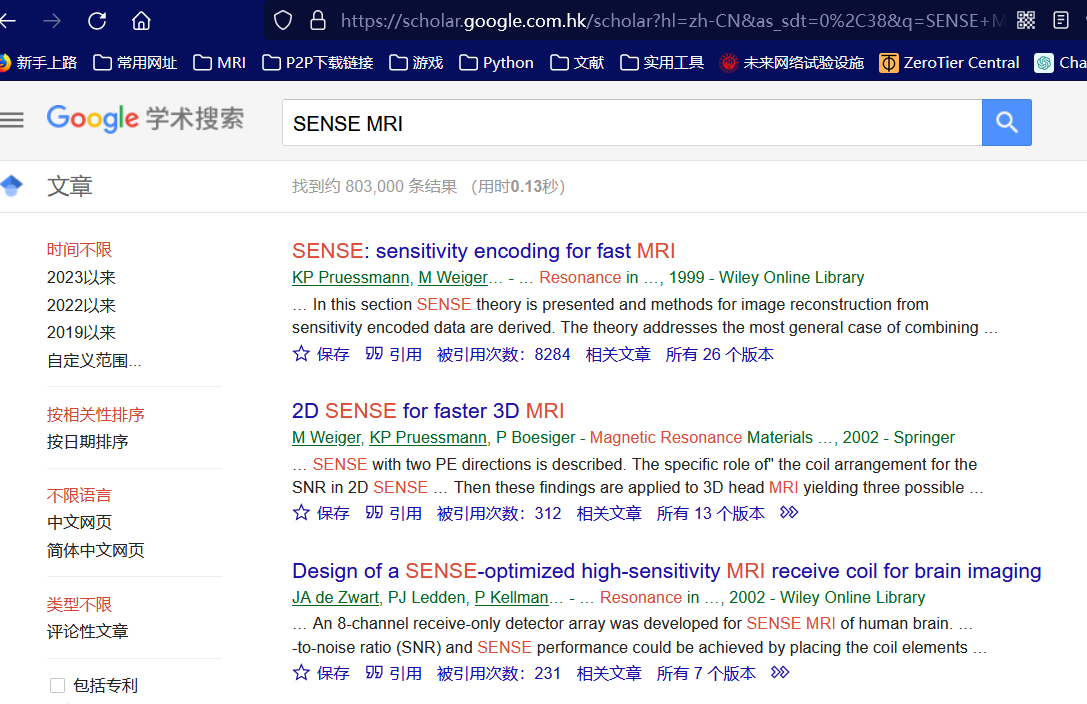 https://scholar.google.com.hk/scholar?hl=zh-CN&as_sdt=0%2C38&q=SENSE+M
新手上路 常用网址 MRI P2P下载链接 游戏 Python 文献 实用工具 未来网络试验设施 ZeroTier Central Cha
Google 学术搜索 SENSE MRI
文章 找到约 803,000 条结果 （用时0.13秒）
时间不限
2023以来
2022以来
2019以来
自定义范围...
按相关性排序
按日期排序
不限语言
中文网页
简体中文网页
类型不限
评论性文章
包括专利
SENSE: sensitivity encoding for fast MRI
KP Pruessmann, M Weiger… - … Resonance in …, 1999 - Wiley Online Library
… In this section SENSE theory is presented and methods for image reconstruction from
sensitivity encoded data are derived. The theory addresses the most general case of combining …
保存 引用 被引用次数：8284 相关文章 所有 26 个版本
2D SENSE for faster 3D MRI
M Weiger, KP Pruessmann, P Boesiger - Magnetic Resonance Materials …, 2002 - Springer
… SENSE with two PE directions is described. The specific role of" the coil arrangement for the
SNR in 2D SENSE … Then these findings are applied to 3D head MRI yielding three possible …
保存 引用 被引用次数：312 相关文章 所有 13 个版本
Design of a SENSE-optimized high-sensitivity MRI receive coil for brain imaging
JA de Zwart, PJ Ledden, P Kellman… - … Resonance in …, 2002 - Wiley Online Library
… An 8-channel receive-only detector array was developed for SENSE MRI of human brain. …
-to-noise ratio (SNR) and SENSE performance could be achieved by placing the coil elements …
保存 引用 被引用次数：231 相关文章 所有 7 个版本